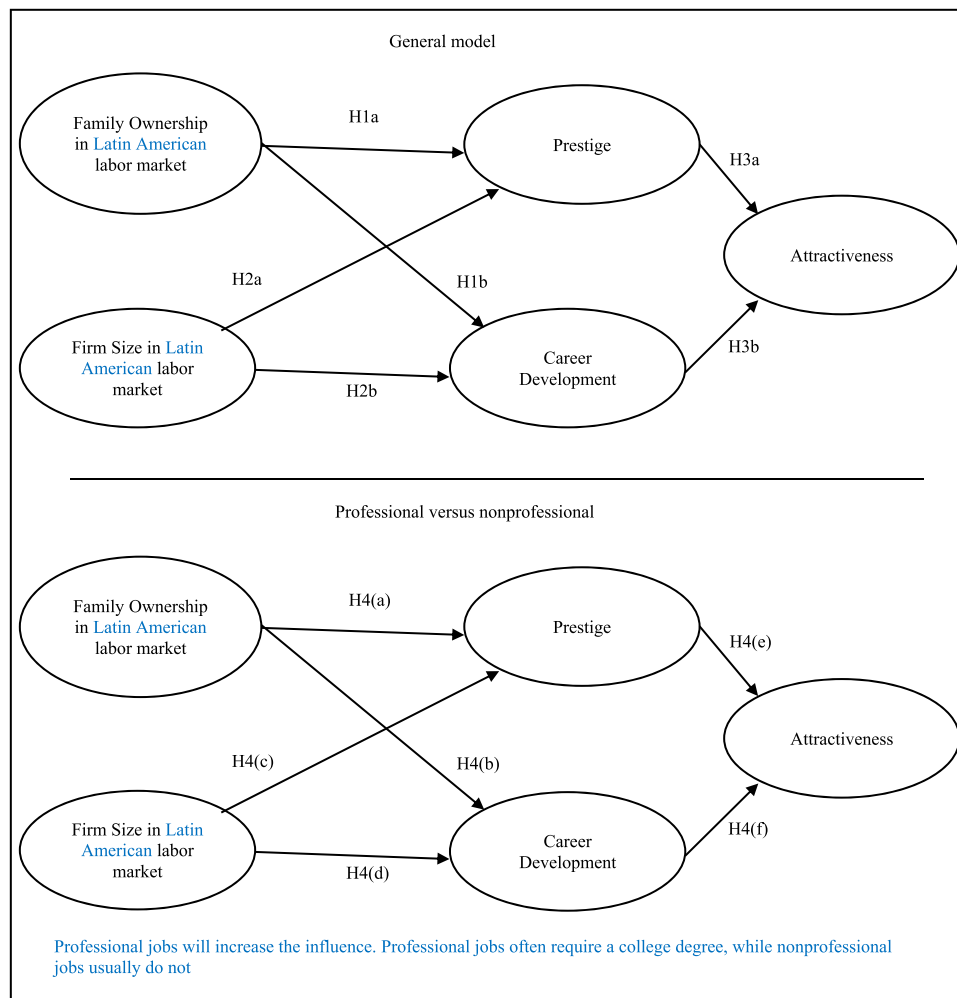 General model
Family Ownership
in Latin American
labor market
H1a
Prestige
H3a
Attractiveness
H2a
H1b
Firm Size in Latin
American labor
market
H2b
Career
Development
H3b
Professional versus nonprofessional
Family Ownership
in Latin American
labor market
H4(a)
Prestige
H4(e)
Attractiveness
H4(c)
H4(b)
Firm Size in Latin
American labor
market
H4(d)
Career
Development
H4(f)
Professional jobs will increase the influence. Professional jobs often require a college degree, while nonprofessional
jobs usually do not